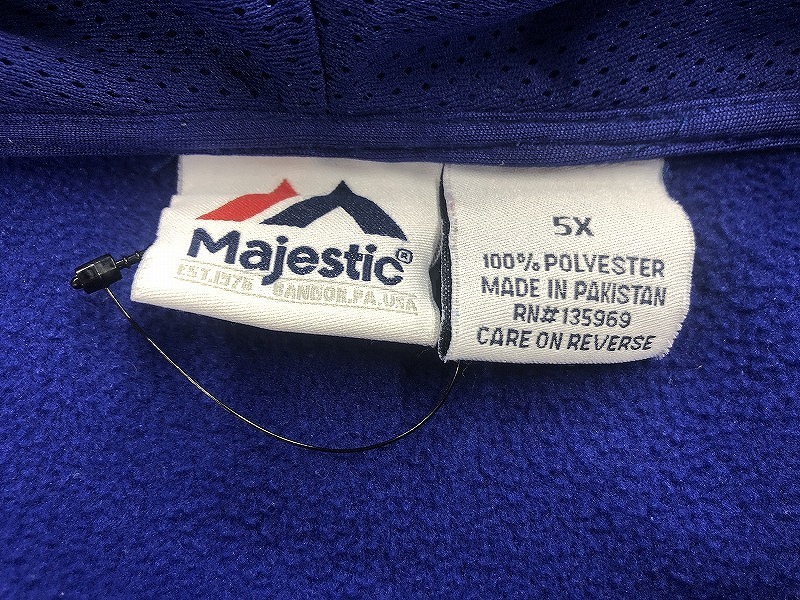 Majestic®
EST.1976 BANGOR.PA.USA
5X
100% POLYESTER
MADE IN PAKISTAN
RN# 135969
CARE ON REVERSE